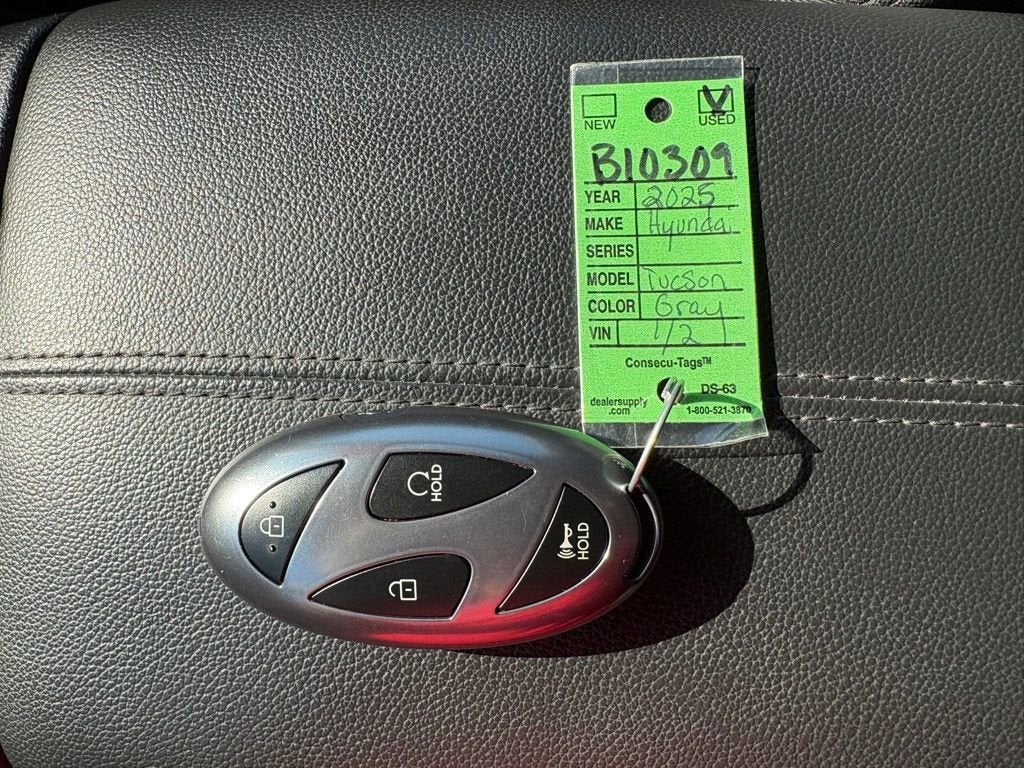 NEW USED
B10309
YEAR 2025
MAKE Hyundai
SERIES
MODEL Tucson
COLOR Gray
VIN 1/2
Consecu-Tags™
DS-63
dealersupply
.com
1-800-521-3870
HOLD
HOLD